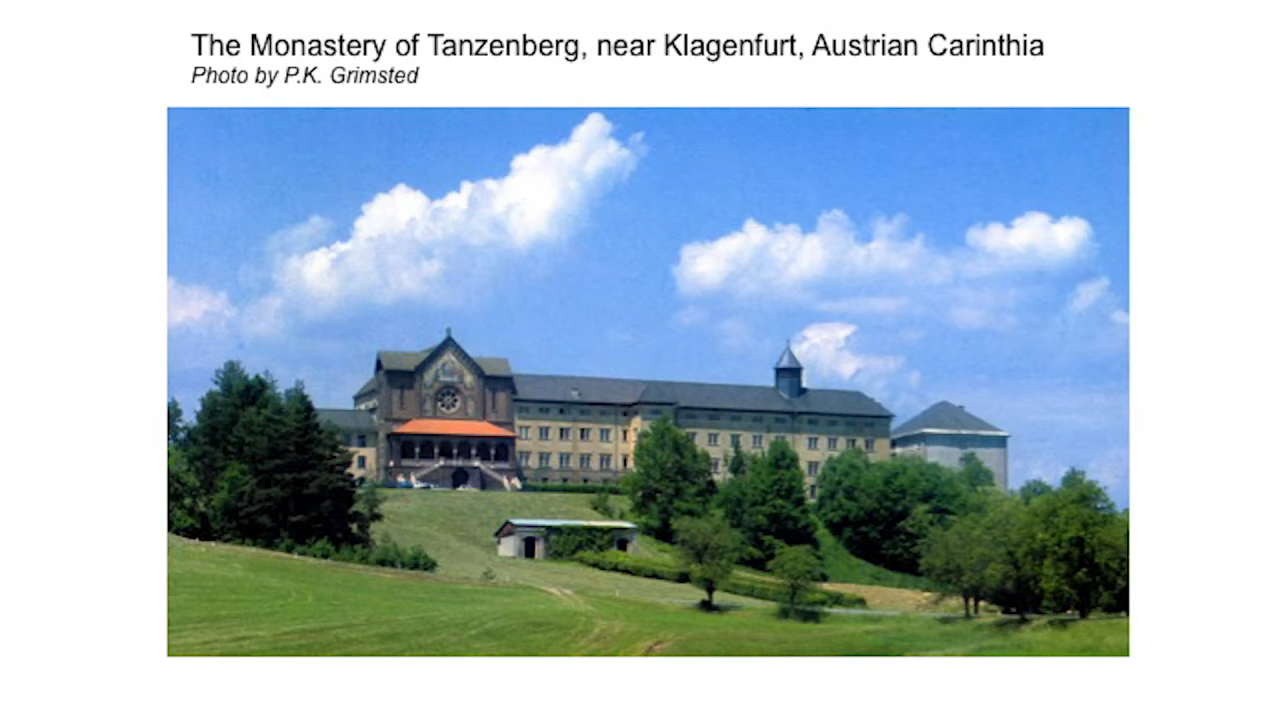 The Monastery of Tanzenberg, near Klagenfurt, Austrian Carinthia
Photo by P.K. Grimsted